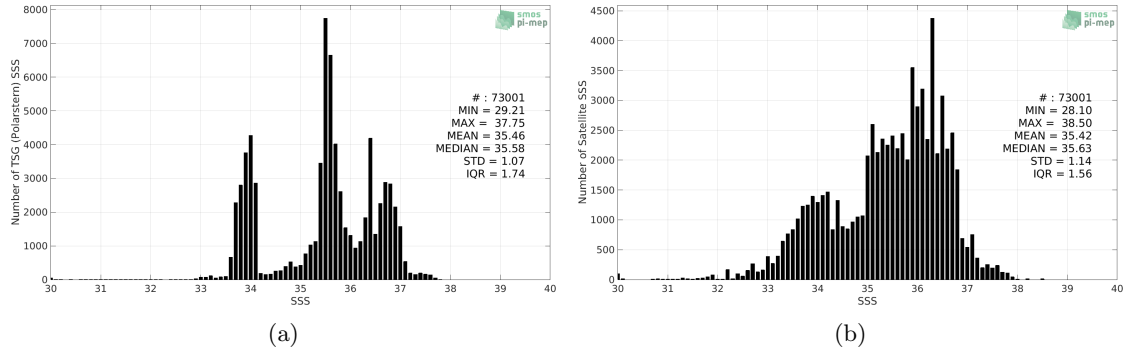 8000
7000
6000
5000
4000
3000
2000
1000
0
30 31 32 33 34 35 36 37 38 39 40
SSS
Number of TSG (Polarstern) SSS
smos
pi-mep
# : 73001
MIN = 29.21
MAX = 37.75
MEAN = 35.46
MEDIAN = 35.58
STD = 1.07
IQR = 1.74
(a)
4500
4000
3500
3000
2500
2000
1500
1000
500
0
30 31 32 33 34 35 36 37 38 39 40
SSS
Number of Satellite SSS
smos
pi-mep
# : 73001
MIN = 28.10
MAX = 38.50
MEAN = 35.42
MEDIAN = 35.63
STD = 1.14
IQR = 1.56
(b)